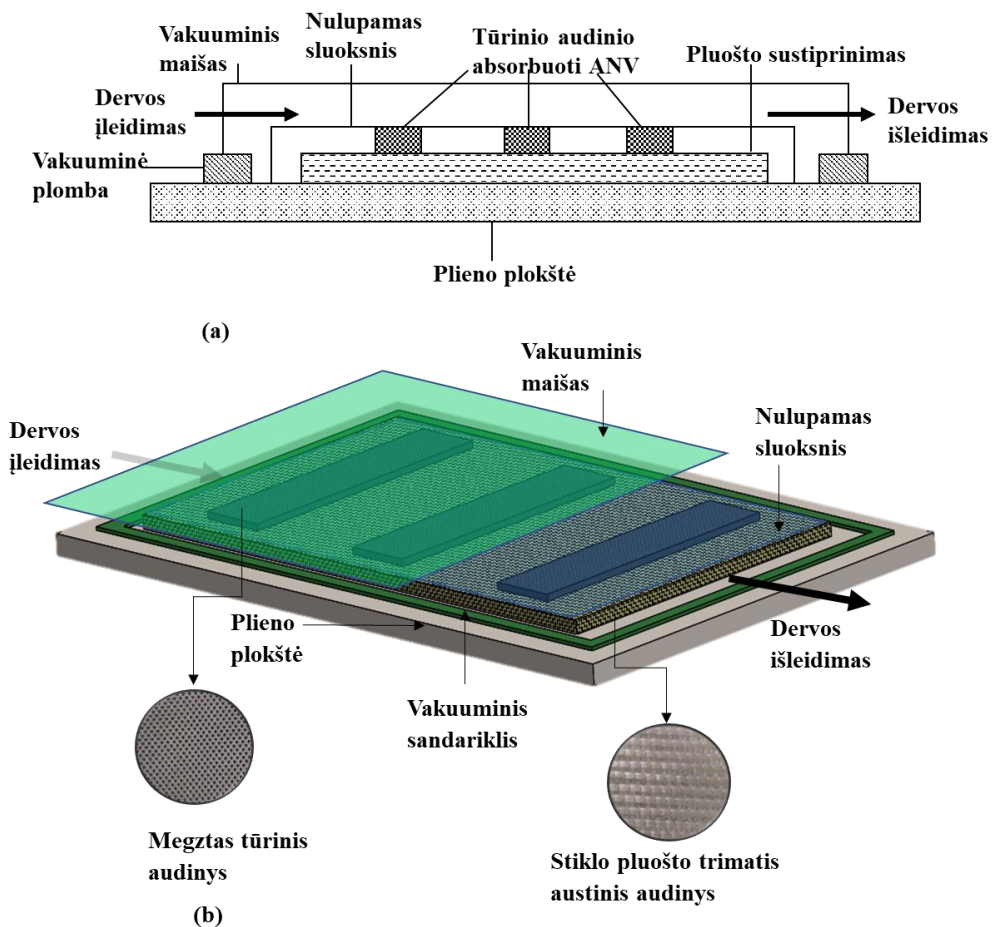 Vakuuminis
maišas
Nulupamas
sluoksnis
Tūrinio audinio
absorbuoti ANV
Pluošto sustiprinimas
Dervos
įleidimas
Dervos
išleidimas
Vakuuminė
plomba
Plieno plokštė
(a)
Vakuuminis
maišas
Nulupamas
sluoksnis
Dervos
įleidimas
Plieno
plokštė
Dervos
išleidimas
Vakuuminis
sandariklis
Megztas tūrinis
audinys
Stiklo pluošto trimatis
austinis audinys
(b)